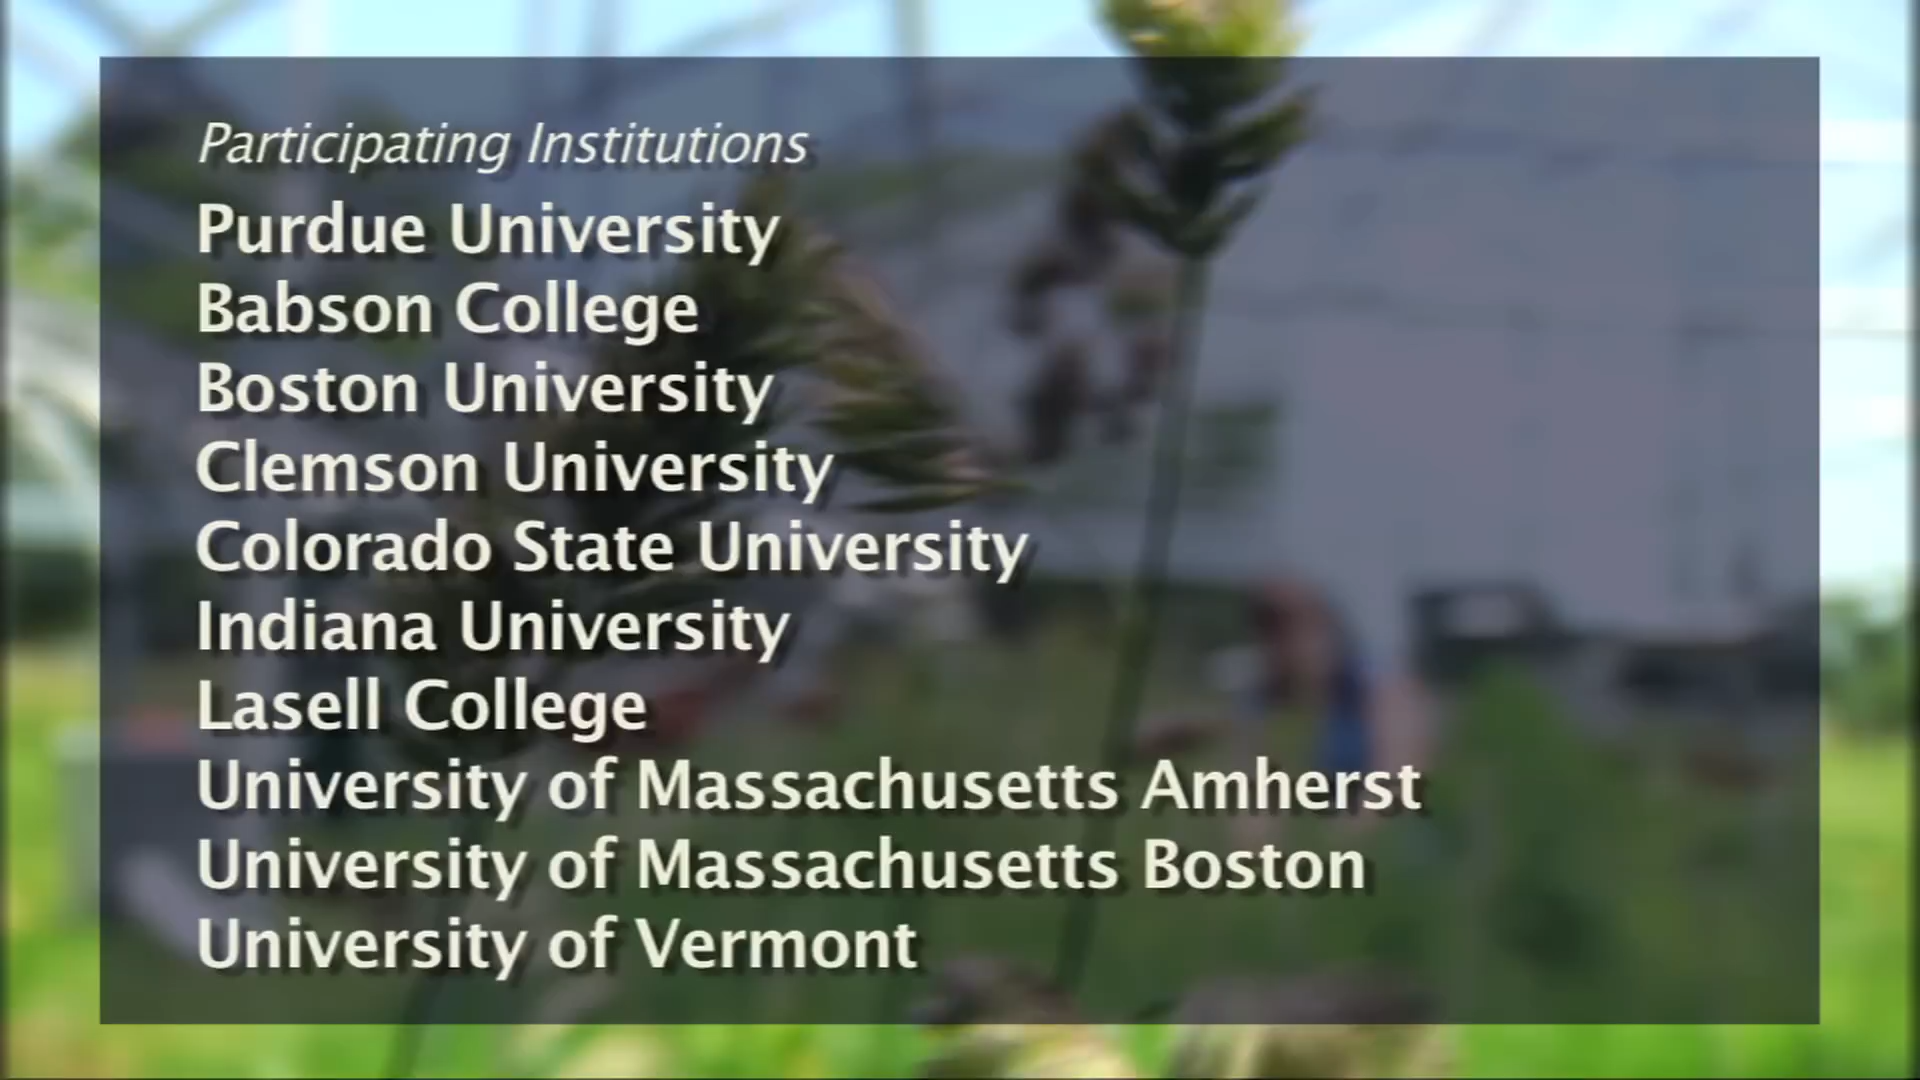 Participating Institutions
Purdue University
Babson College
Boston University
Clemson University
Colorado State University
Indiana University
Lasell College
University of Massachusetts Amherst
University of Massachusetts Boston
University of Vermont